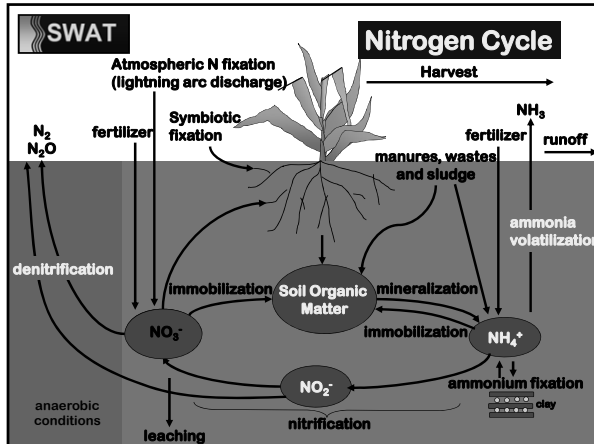 SWAT
Nitrogen Cycle
Atmospheric N fixation
(lightning arc discharge)
Harvest
Symbiotic
fixation
N₂
N₂O
fertilizer
fertilizer
NH₃
runoff
manures, wastes
and sludge
ammonia
volatilization
denitrification
immobilization
Soil Organic
Matter
mineralization
immobilization
NO₃⁻
NH₄⁺
NO₂⁻
ammonium fixation
clay
anaerobic
conditions
leaching
nitrification